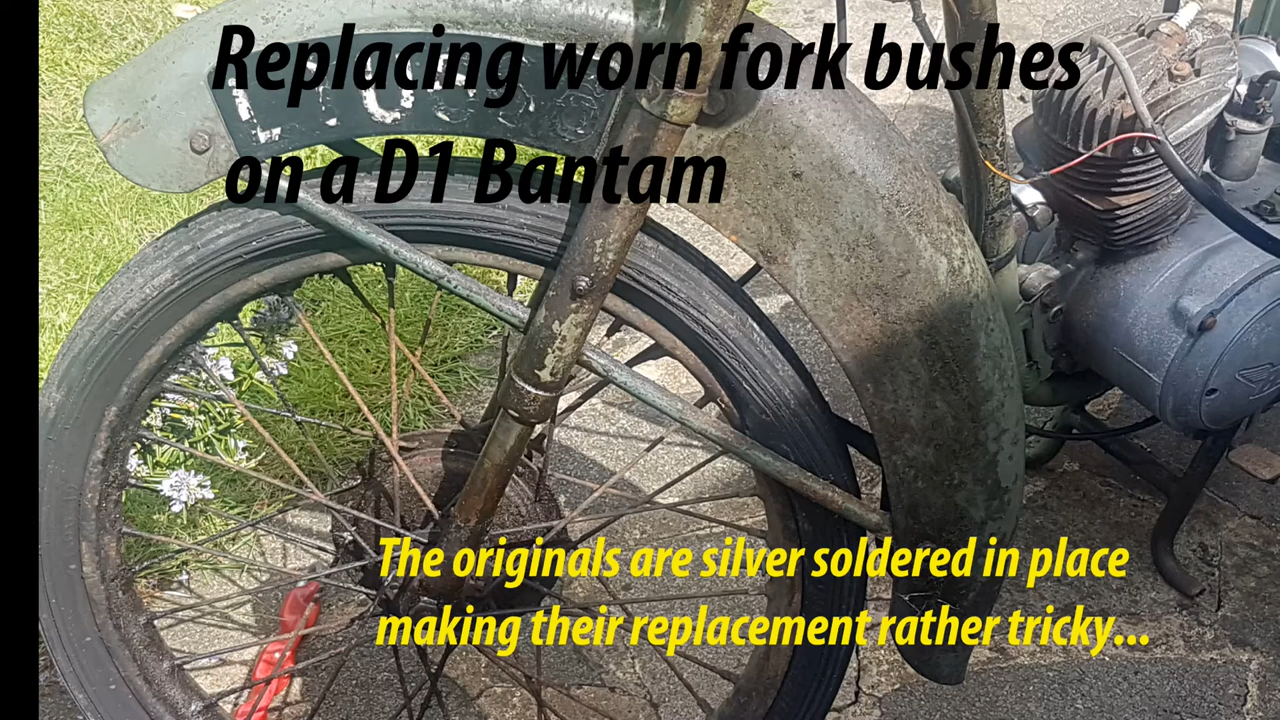 Replacing worn fork bushes
on a D1 Bantam
The originals are silver soldered in place
making their replacement rather tricky...